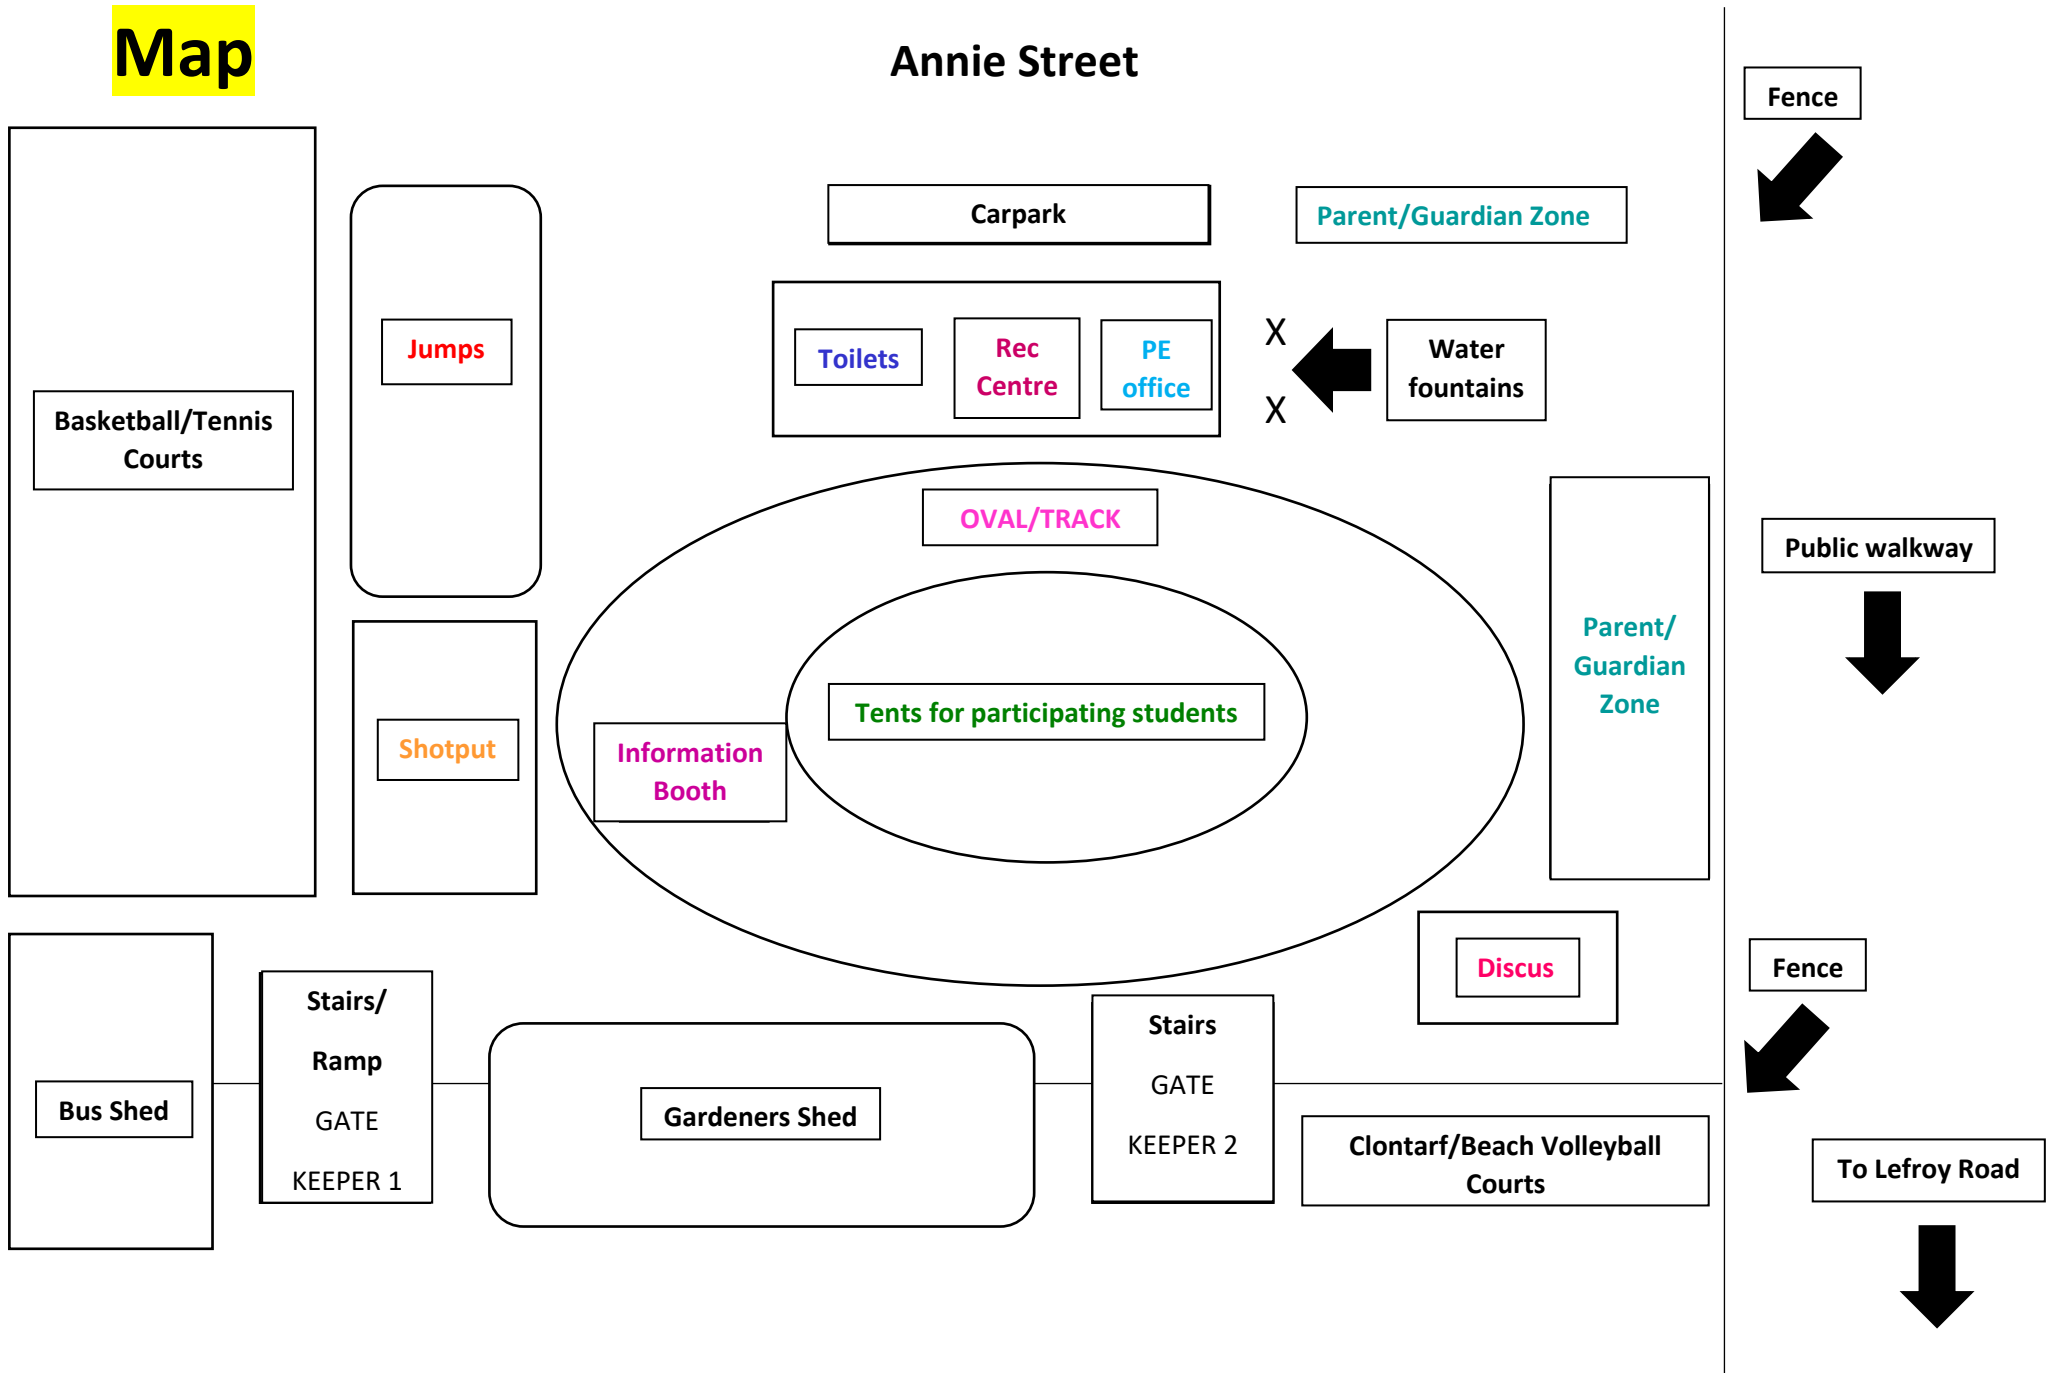 Map
Annie Street
Fence
Carpark
Parent/Guardian Zone
Jumps
Toilets
Rec
Centre
PE
office
X
X
Water
fountains
Basketball/Tennis
Courts
OVAL/TRACK
Public walkway
Parent/
Guardian
Zone
Tents for participating students
Shotput
Information
Booth
Discus
Fence
Stairs/
Ramp
GATE
KEEPER 1
Stairs
GATE
KEEPER 2
Bus Shed
Gardeners Shed
Clontarf/Beach Volleyball
Courts
To Lefroy Road